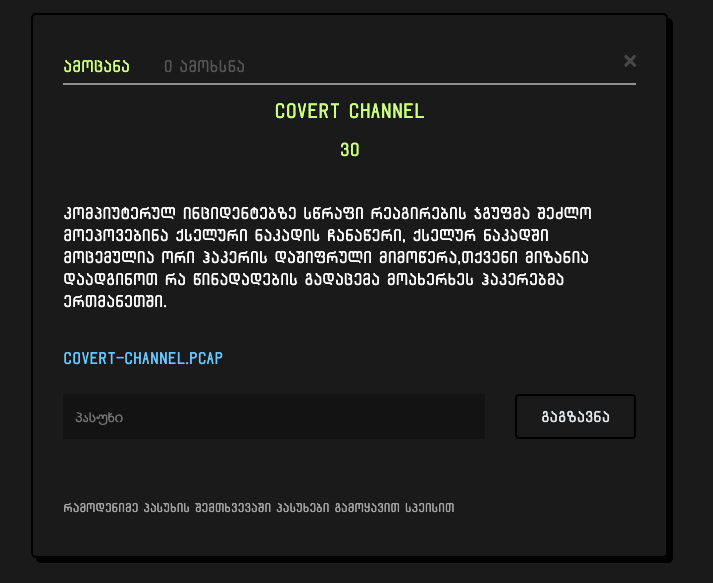 ამოცანა 0 ამოხსნა ×
COVERT CHANNEL
30
კომპიუტერულ ინციდენტებზე სწრაფი რეაგირების ჯგუფმა შეძლო
მოეპოვებინა ქსელური ნაკადის ჩანაწერი, ქსელურ ნაკადში
მოცემულია ორი ჰაკერის დაშიფრული მიმოწერა,თქვენი მიზანია
დაადგინოთ რა წინადადების გადაცემა მოახერხეს ჰაკერებმა
ერთმანეთში.
COVERT-CHANNEL.PCAP
პასუხი გაგზავნა
რამოდენიმე პასუხის შემთხვევაში პასუხები გამოყავით სპეისით